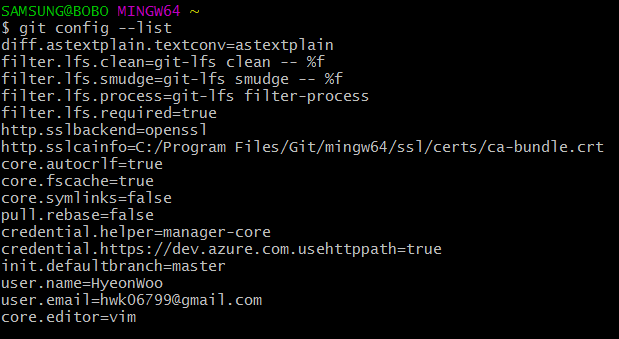 SAMSUNG@BOBO MINGW64 ~
$ git config --list
diff.astextplain.textconv=astextplain
filter.lfs.clean=git-lfs clean -- %f
filter.lfs.smudge=git-lfs smudge -- %f
filter.lfs.process=git-lfs filter-process
filter.lfs.required=true
http.sslbackend=openssl
http.sslcainfo=C:/Program Files/Git/mingw64/ssl/certs/ca-bundle.crt
core.autocrlf=true
core.fscache=true
core.symlinks=false
pull.rebase=false
credential.helper=manager-core
credential.https://dev.azure.com.usehttppath=true
init.defaultbranch=master
user.name=HyeonWoo
user.email=hwk06799@gmail.com
core.editor=vim